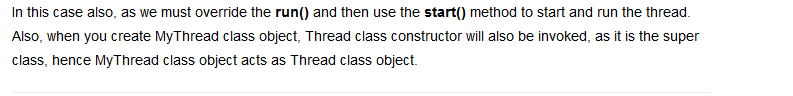 In this case also, as we must override the run() and then use the start() method to start and run the thread.
Also, when you create MyThread class object, Thread class constructor will also be invoked, as it is the super
class, hence MyThread class object acts as Thread class object.